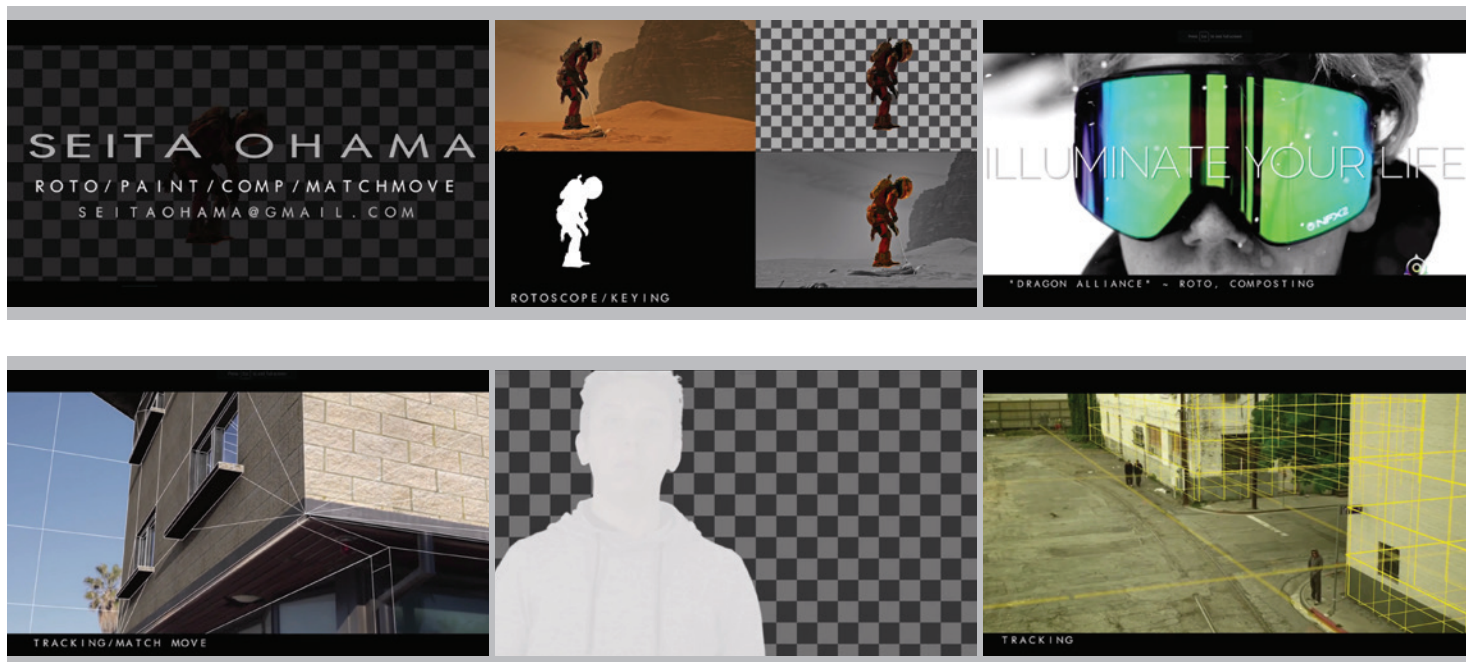 SEITA OHAMA
ROTO/PAINT/COMP/MATCHMOVE
SEITAOHAMA@GMAIL.COM
ROTOSCOPE/KEYING
ILLUMINATE YOUR LIFE
NFX2
"DRAGON ALLIANCE" - ROTO, COMPOSTING
TRACKING/MATCH MOVE
TRACKING